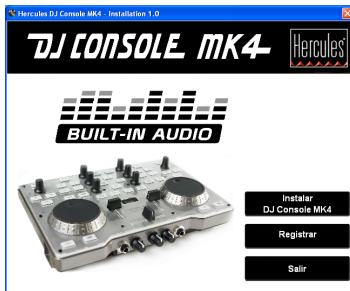 Hercules DJ Console MK4 - Installation 1.0
DJ CONSOLE MK4
Hercules
BUILT-IN AUDIO
Instalar
DJ Console MK4
Registrar
Salir